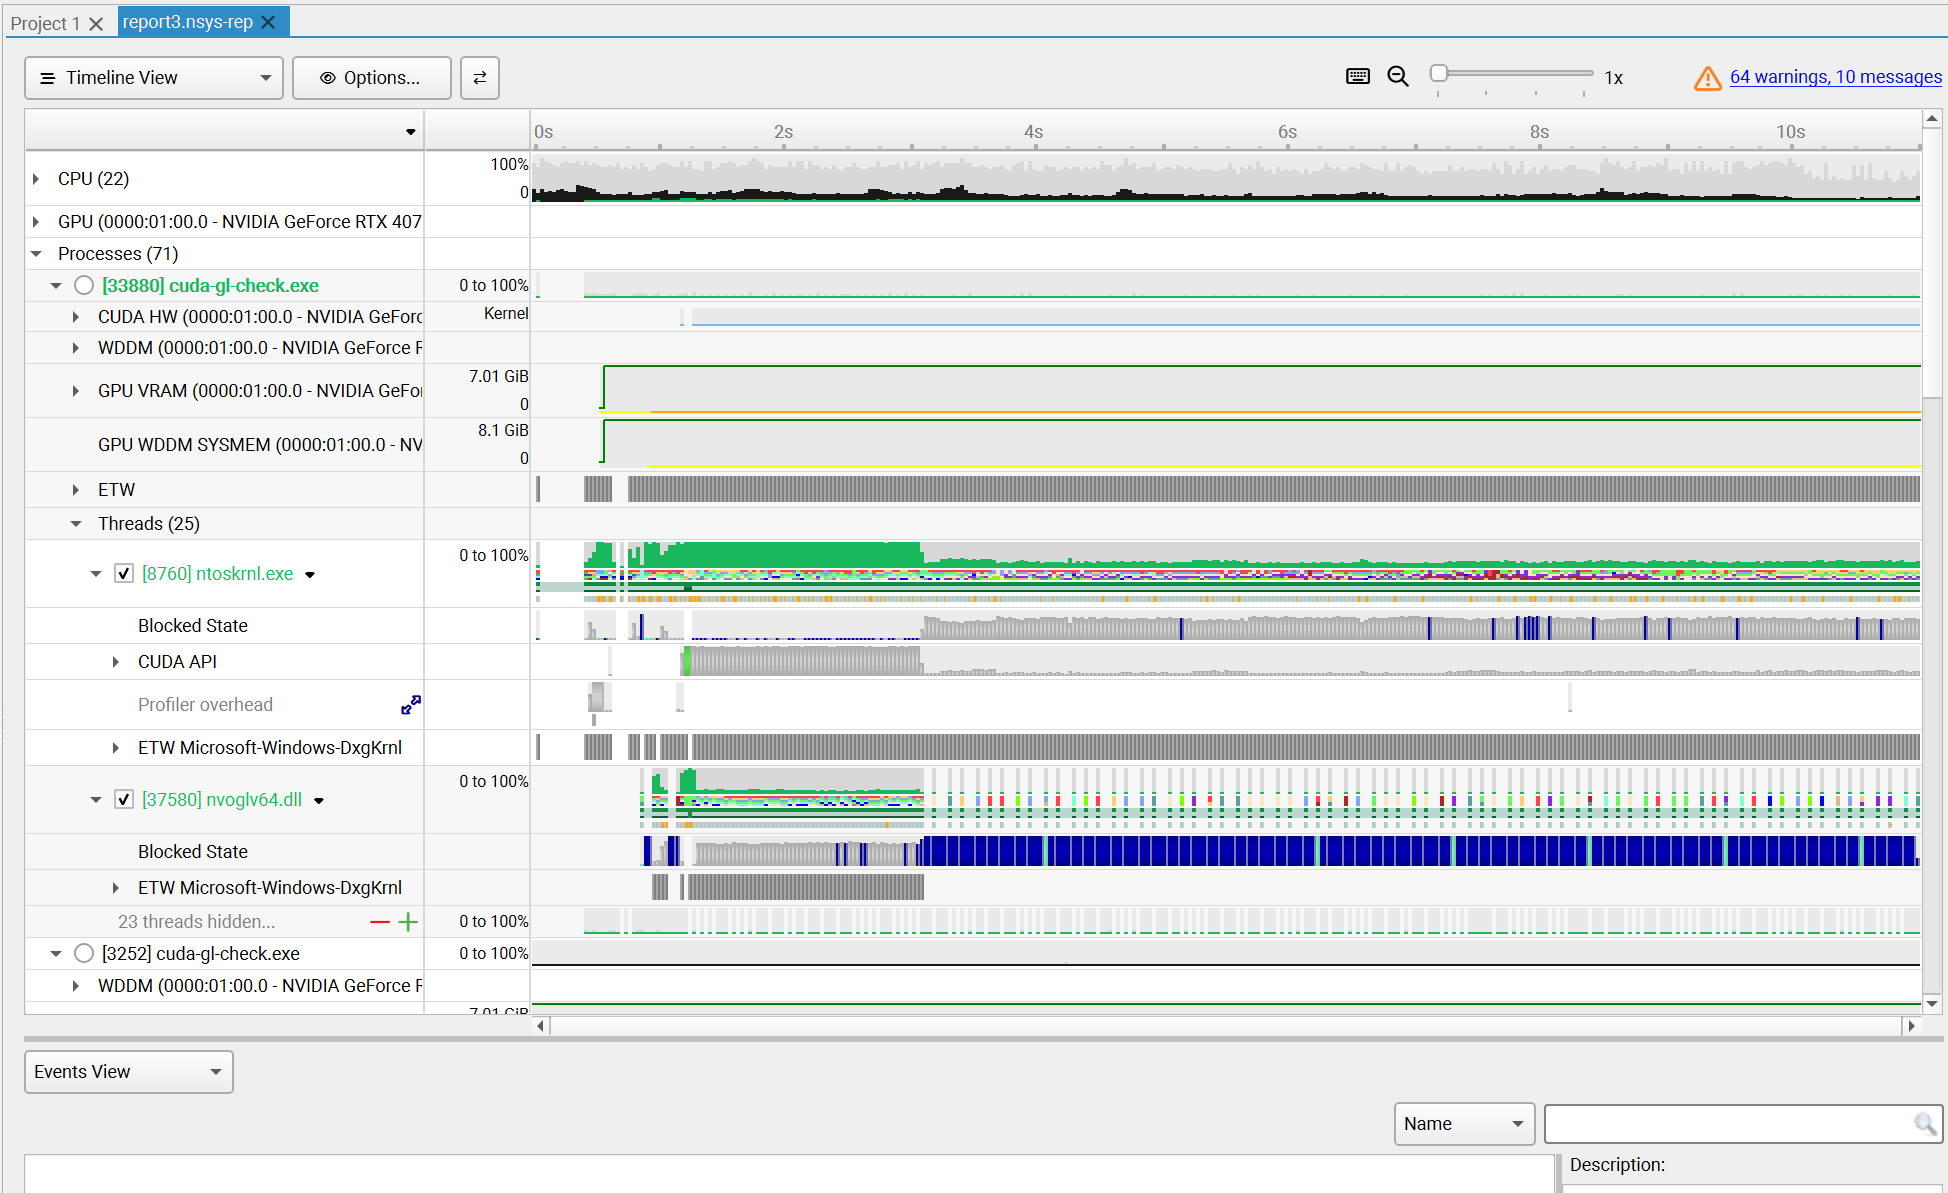 Project 1
report3.nsys-rep
Timeline View
Options...
1x
64 warnings, 10 messages
0s 2s 4s 6s 8s 10s
CPU (22)
100%
0
GPU (0000:01:00.0 - NVIDIA GeForce RTX 407
Processes (71)
[33880] cuda-gl-check.exe
0 to 100%
CUDA HW (0000:01:00.0 - NVIDIA GeForc
Kernel
WDDM (0000:01:00.0 - NVIDIA GeForce R
GPU VRAM (0000:01:00.0 - NVIDIA GeFor
7.01 GiB
0
GPU WDDM SYSMEM (0000:01:00.0 - NV
8.1 GiB
0
ETW
Threads (25)
[8760] ntoskrnl.exe
0 to 100%
Blocked State
CUDA API
Profiler overhead
ETW Microsoft-Windows-DxgKrnl
[37580] nvoglv64.dll
0 to 100%
Blocked State
ETW Microsoft-Windows-DxgKrnl
23 threads hidden...
0 to 100%
[3252] cuda-gl-check.exe
0 to 100%
WDDM (0000:01:00.0 - NVIDIA GeForce R
7.01 GiB
Events View
Name
Description: